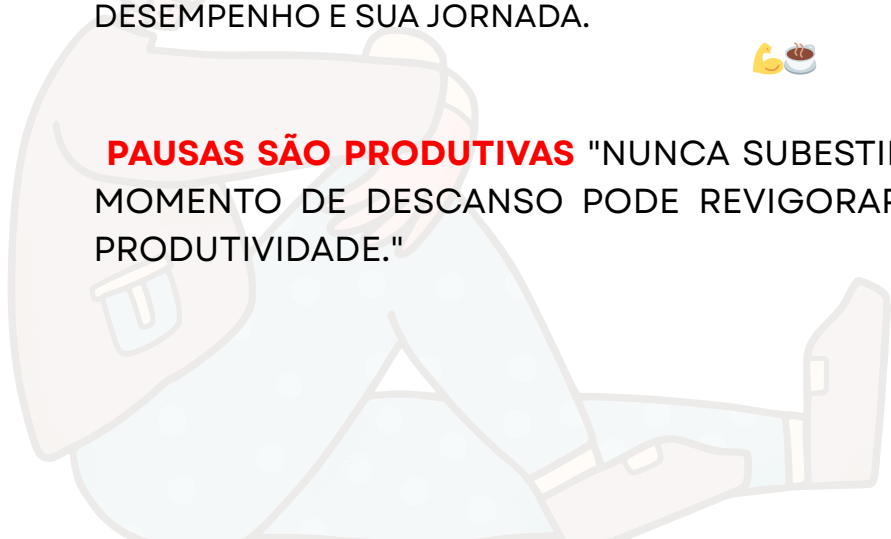 DESEMPENHO E SUA JORNADA.
💪☕
PAUSAS SÃO PRODUTIVAS "NUNCA
MOMENTO DE DESCANSO PODE
PRODUTIVIDADE."